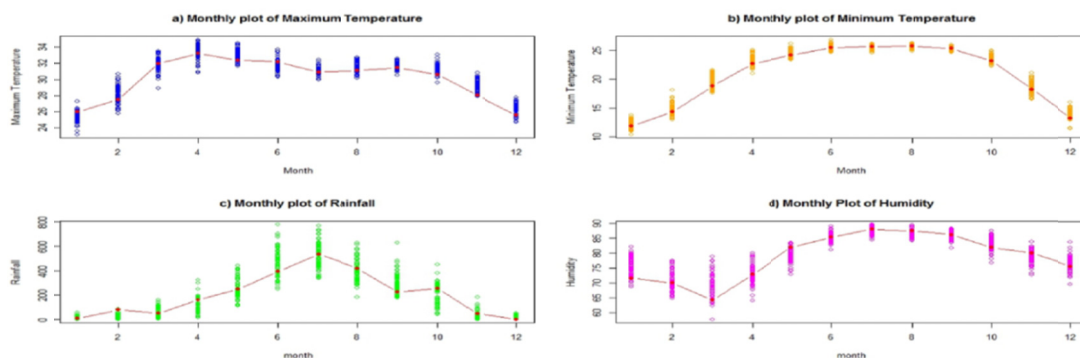 a) Monthly plot of Maximum Temperature
Maximum Temperature
34
32
30
28
26
24
2 4 6 8 10 12
Month
b) Monthly plot of Minimum Temperature
Minimum Temperature
25
20
15
10
2 4 6 8 10 12
Month
c) Monthly plot of Rainfall
Rainfall
800
600
400
200
0
2 4 6 8 10 12
month
d) Monthly Plot of Humidity
Humidity
90
85
80
75
70
65
60
2 4 6 8 10 12
month